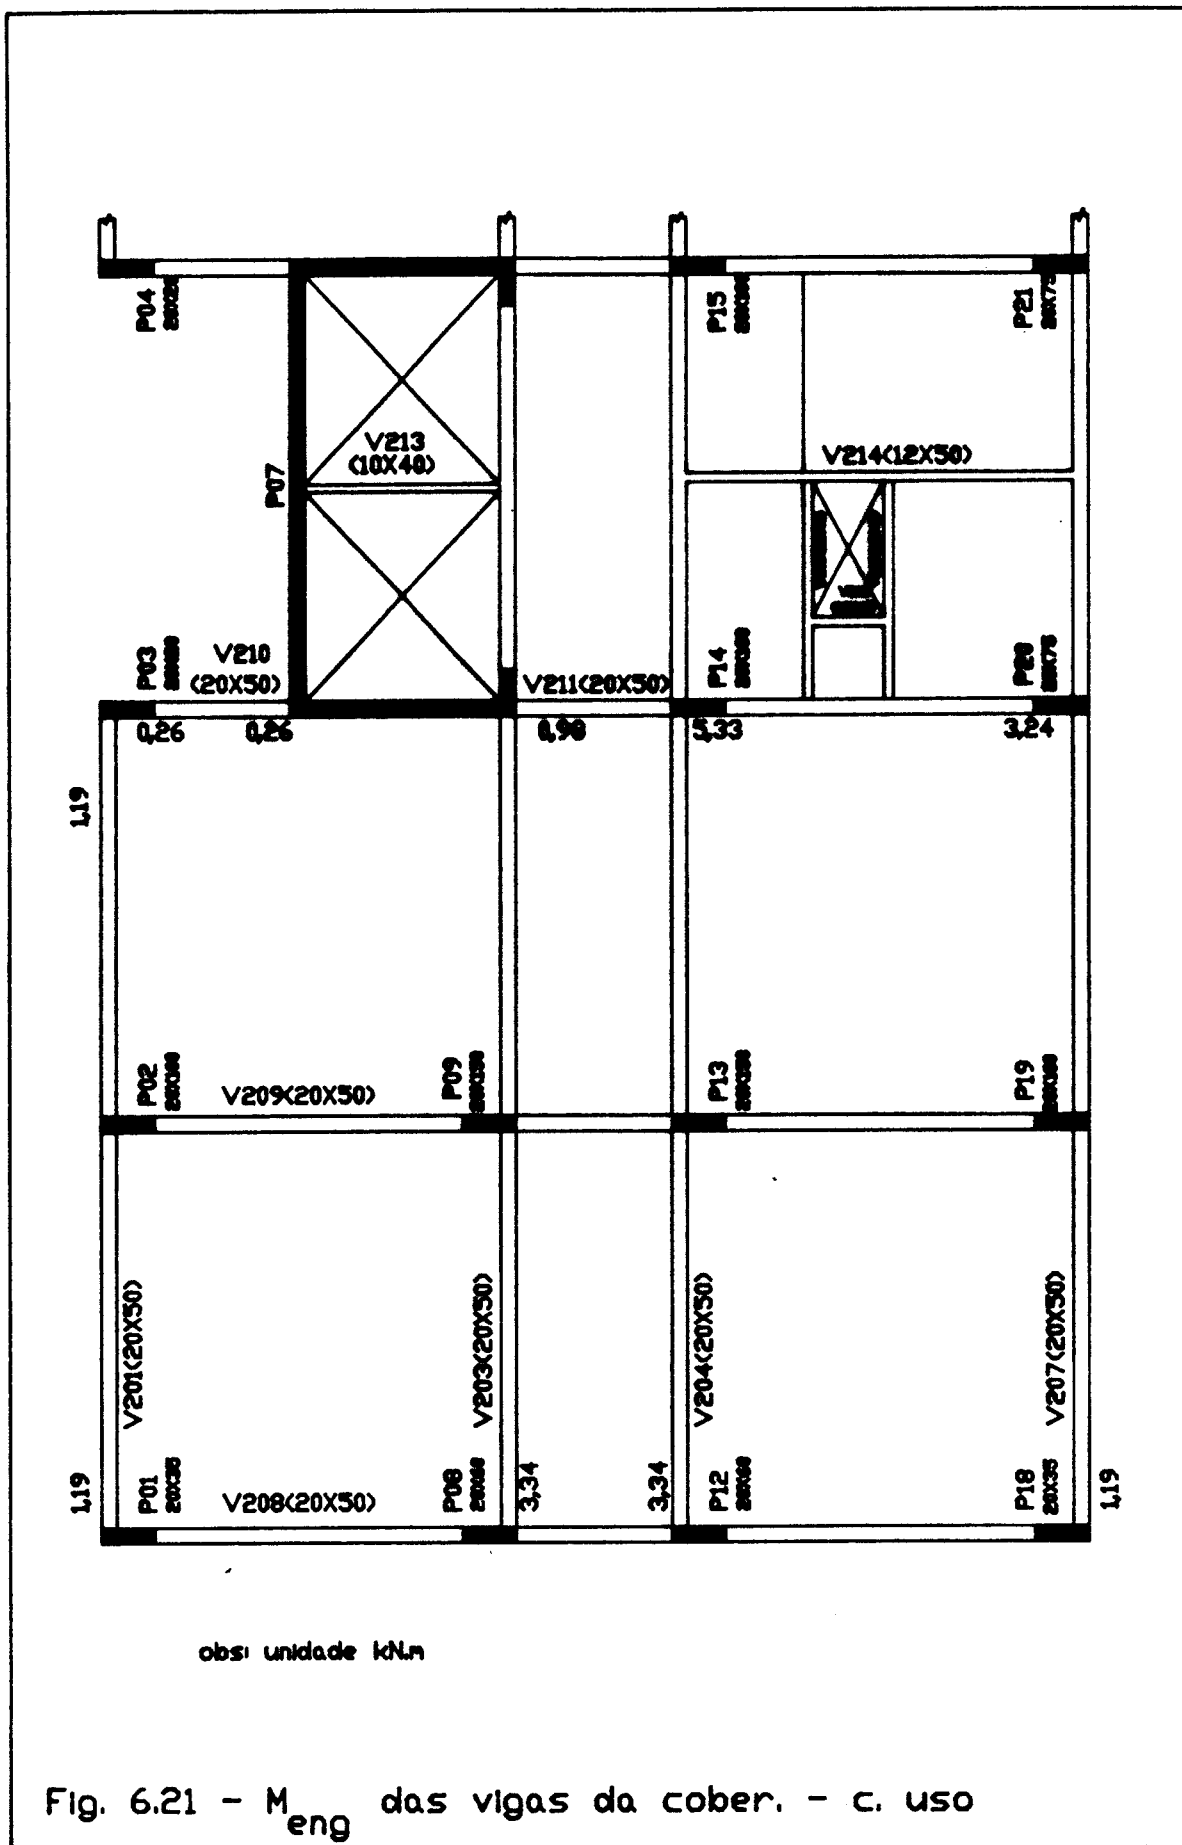 P04
P15
P21
V213
(10X40)
V214(12X50)
P07
P03
V210
(20X50)
V211(20X50)
P14
P20
20X75
0,26
0,26
5,33
3,24
1,19
P02
V209(20X50)
P09
P13
P19
V201(20X50)
V203(20X50)
V204(20X50)
V207(20X50)
1,19
P01
20X35
V208(20X50)
P08
3,34
3,34
P12
P18
20X35
1,19
obs: unidade kN.m
Fig. 6.21 - M eng das vigas da cober. - c. uso